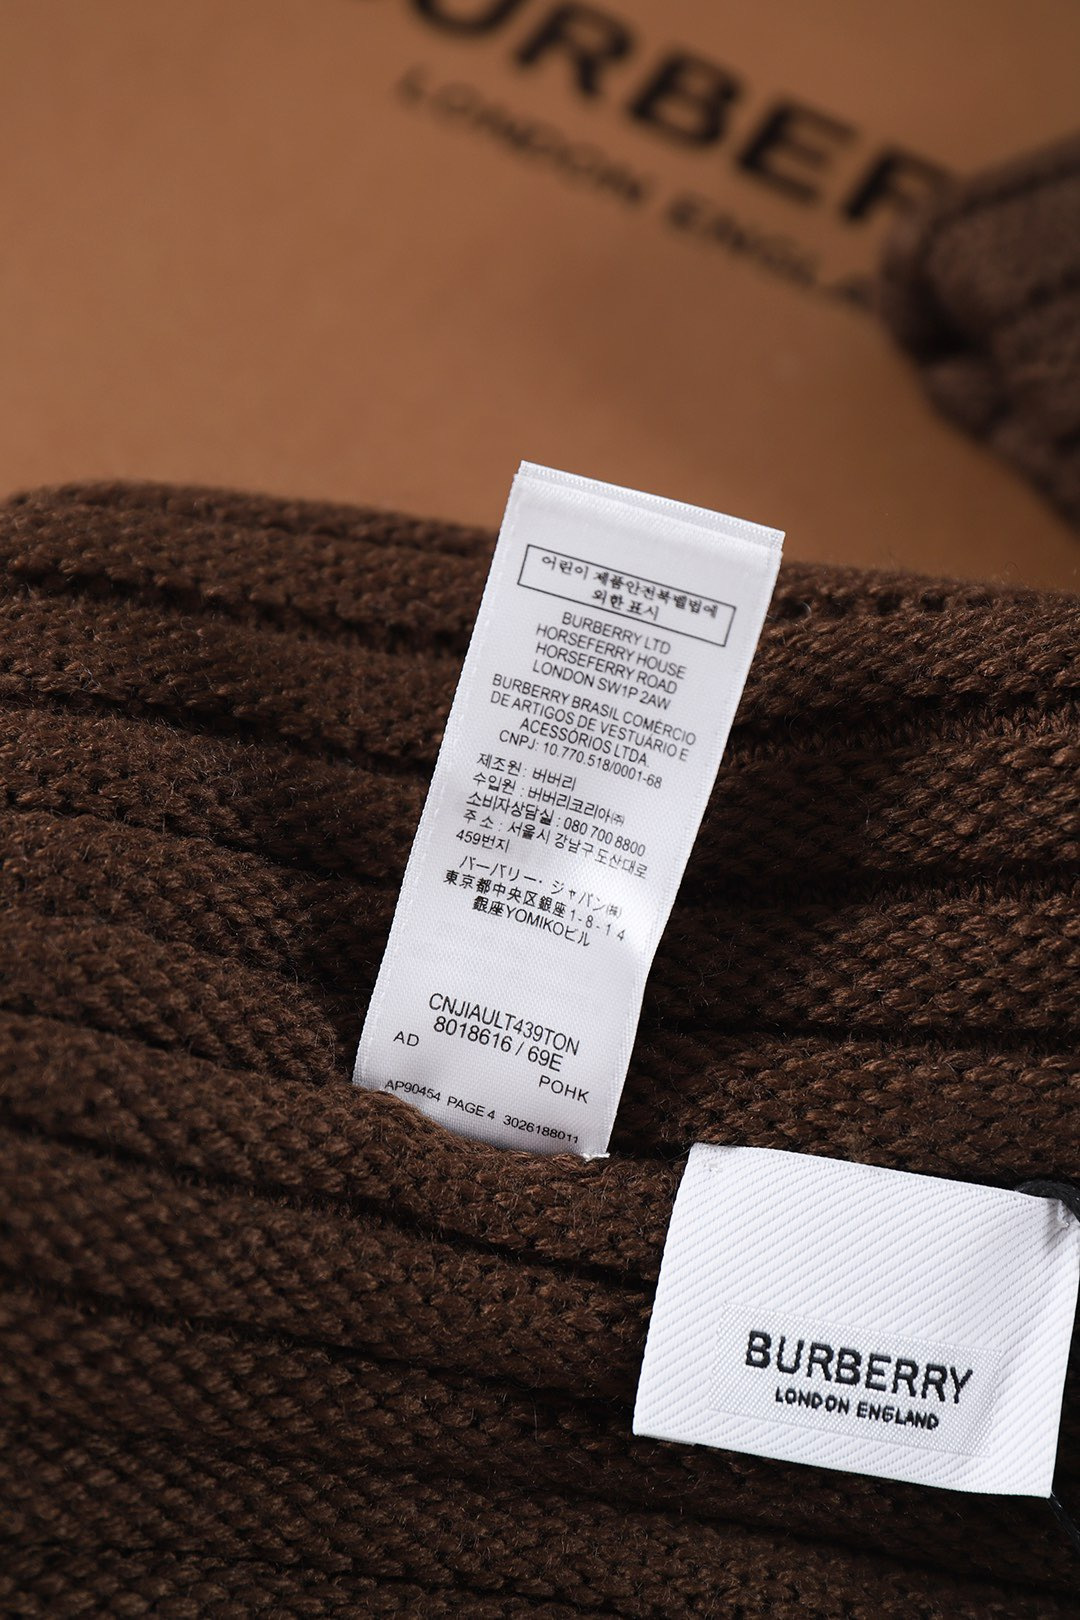 BURBER
LONDON ENGLA
어린이 제품안전특별법에
외한 표시
BURBERRY LTD
HORSEFERRY HOUSE
HORSEFERRY ROAD
LONDON SW1P 2AW
BURBERRY BRASIL COMÉRCIO
DE ARTIGOS DE VESTUÁRIO E
ACESSÓRIOS LTDA.
CNPJ: 10.770.518/0001-68
제조원 : 버버리
수입원 : 버버리코리아㈜
소비자상담실 : 080 700 8800
주 소 : 서울시 강남구 도산대로
459번지
バーバリー・ジャパン㈱
東京都中央区銀座1-8-14
銀座YOMIKOビル
CNJIAULT439TON
8018616 / 69E
AD
POHK
AP90454 PAGE 4 3026188011
BURBERRY
LONDON ENGLAND